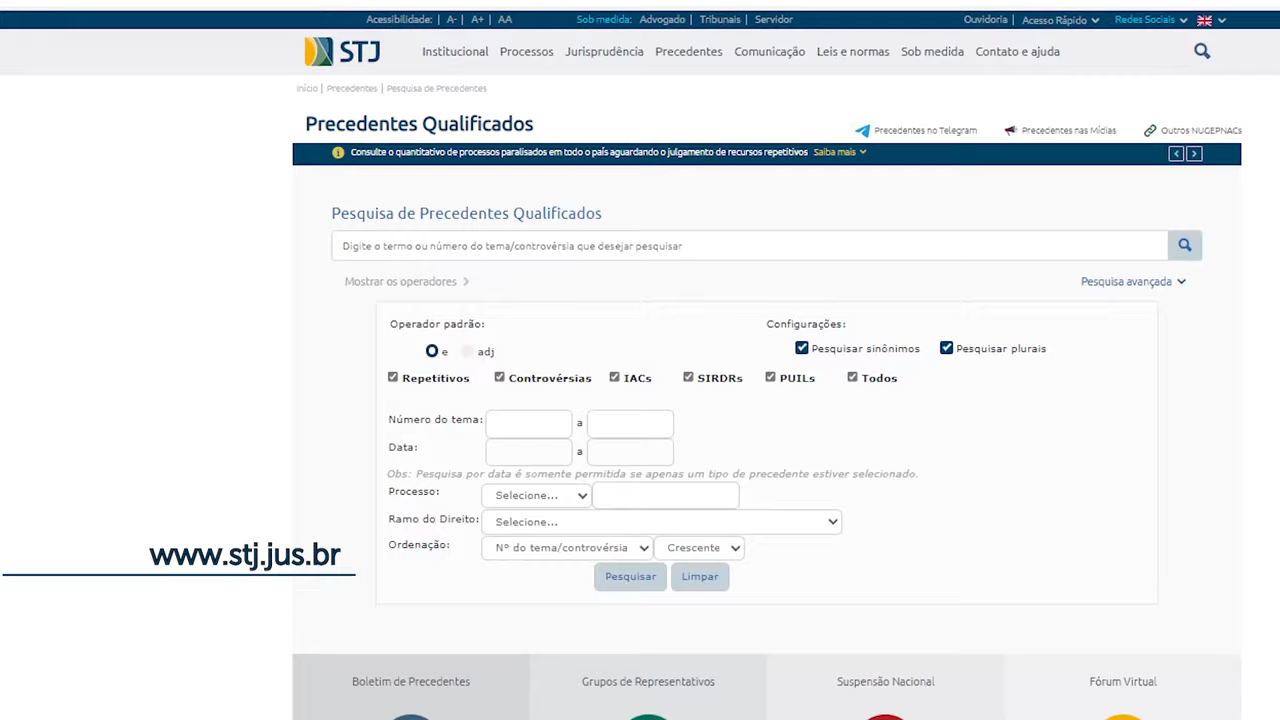 Acessibilidade: | A- | A+ | AA Sob medida: Advogado | Tribunais | Servidor Ouvidoria | Acesso Rápido Redes Sociais
STJ Institucional Processos Jurisprudência Precedentes Comunicação Leis e normas Sob medida Contato e ajuda
Início | Precedentes | Pesquisa de Precedentes
Precedentes Qualificados
Precedentes no Telegram Precedentes nas Mídias Outros NUGEPNACs
Consulte o quantitativo de processos paralisados em todo o país aguardando o julgamento de recursos repetitivos Saiba mais
Pesquisa de Precedentes Qualificados
Digite o termo ou número do tema/controvérsia que desejar pesquisar
Mostrar os operadores Pesquisa avançada
Operador padrão: Configurações:
e adj Pesquisar sinônimos Pesquisar plurais
Repetitivos Controvérsias IACs SIRDRs PUILs Todos
Número do tema: a
Data: a
Obs: Pesquisa por data é somente permitida se apenas um tipo de precedente estiver selecionado.
Processo: Selecione...
Ramo do Direito: Selecione...
Ordenação: Nº do tema/controvérsia Crescente
www.stj.jus.br
Pesquisar Limpar
Boletim de Precedentes Grupos de Representativos Suspensão Nacional Fórum Virtual